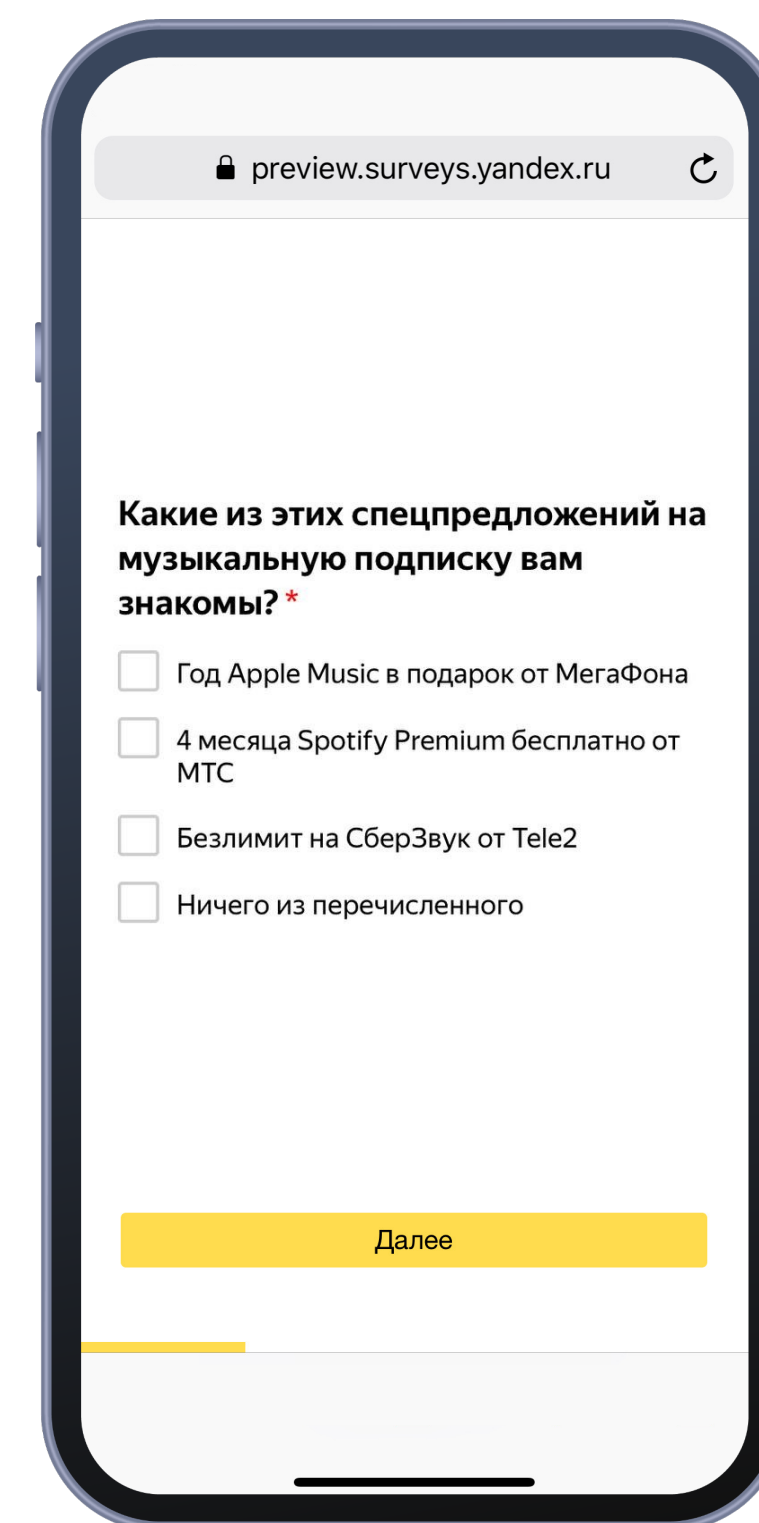 preview.surveys.yandex.ru
Какие из этих спецпредложений на
музыкальную подписку вам
знакомы? *
Год Apple Music в подарок от МегаФона
4 месяца Spotify Premium бесплатно от
МТС
Безлимит на СберЗвук от Tele2
Ничего из перечисленного
Далее